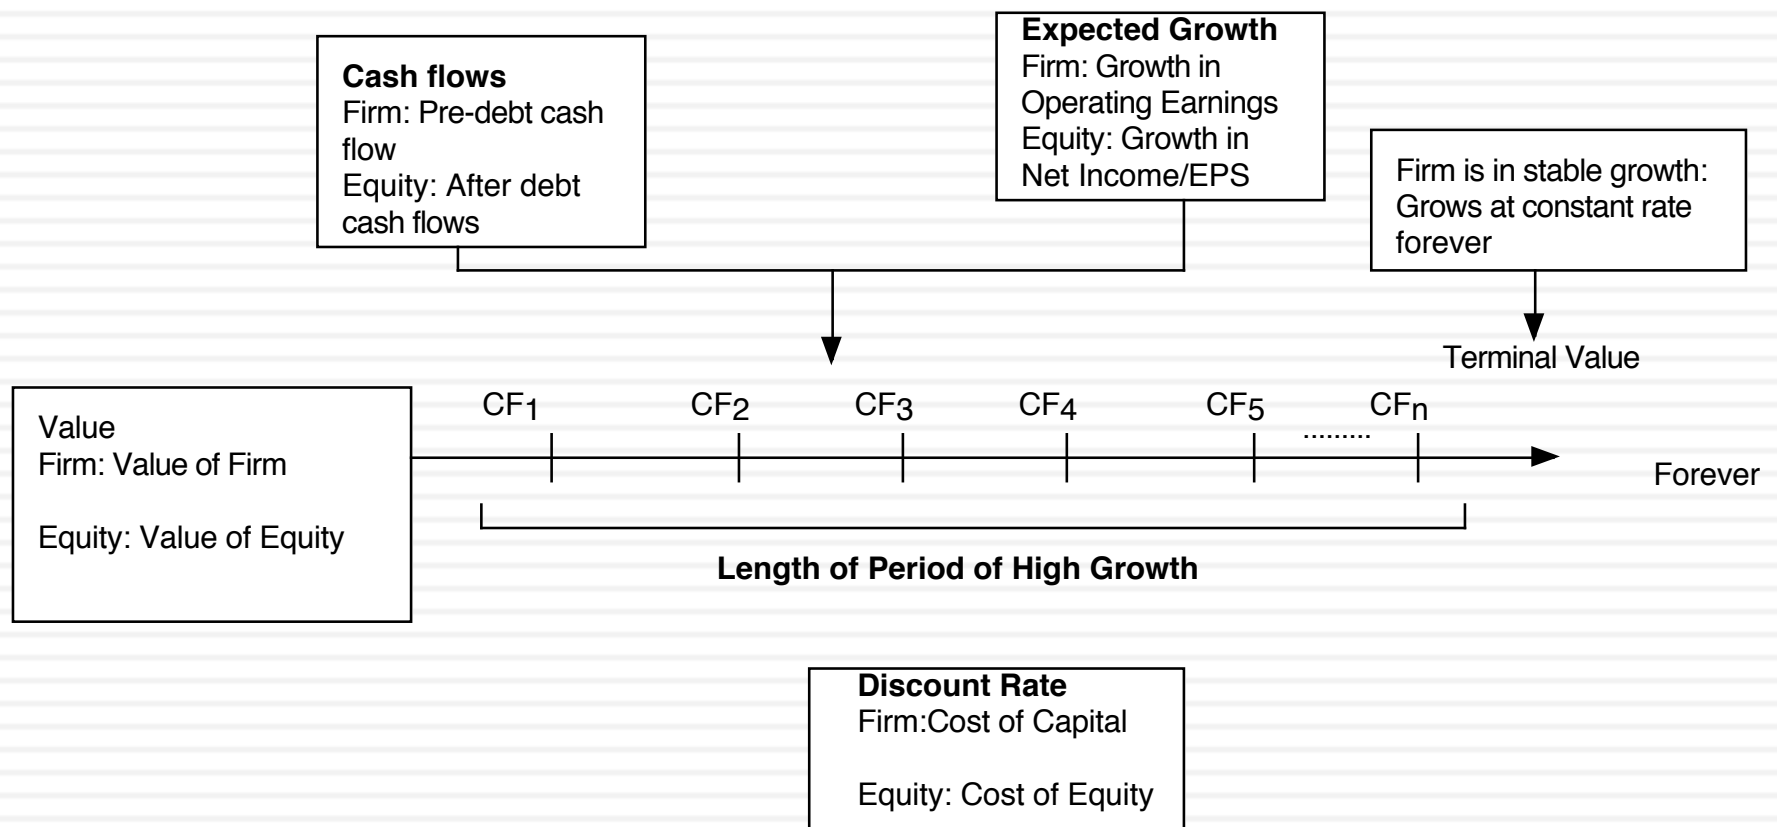 Cash flows
Firm: Pre-debt cash
flow
Equity: After debt
cash flows
Expected Growth
Firm: Growth in
Operating Earnings
Equity: Growth in
Net Income/EPS
Firm is in stable growth:
Grows at constant rate
forever
Terminal Value
CF1 CF2 CF3 CF4 CF5 ......... CFn
Forever
Value
Firm: Value of Firm
Equity: Value of Equity
Length of Period of High Growth
Discount Rate
Firm:Cost of Capital
Equity: Cost of Equity